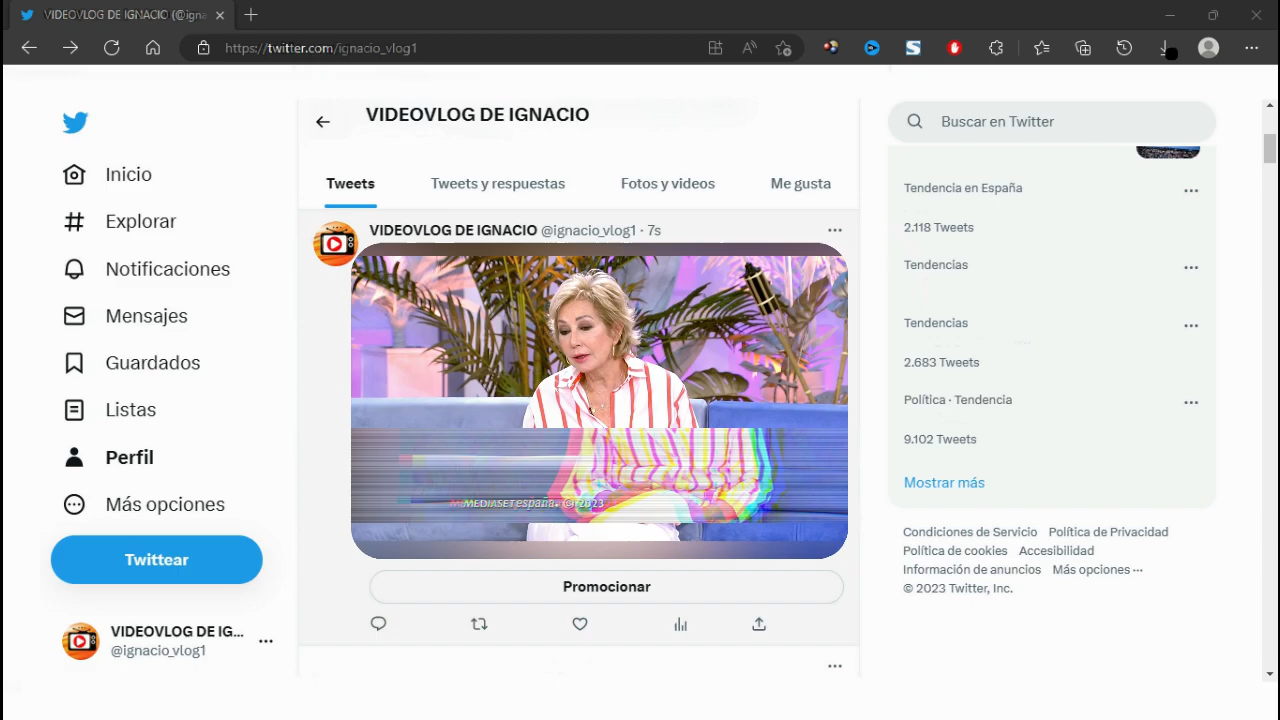 VIDEOVLOG DE IGNACIO (@igna
https://twitter.com/ignacio_vlog1
VIDEOVLOG DE IGNACIO
Buscar en Twitter
Inicio
Explorar
Notificaciones
Mensajes
Guardados
Listas
Perfil
Más opciones
Twittear
VIDEOVLOG DE IG...
@ignacio_vlog1
Tweets
Tweets y respuestas
Fotos y videos
Me gusta
VIDEOVLOG DE IGNACIO @ignacio_vlog1 · 7s
MEDIASETespaña. © 2023
Promocionar
Tendencia en España
2.118 Tweets
Tendencias
Tendencias
2.683 Tweets
Política · Tendencia
9.102 Tweets
Mostrar más
Condiciones de Servicio Política de Privacidad
Política de cookies Accesibilidad
Información de anuncios Más opciones ···
© 2023 Twitter, Inc.